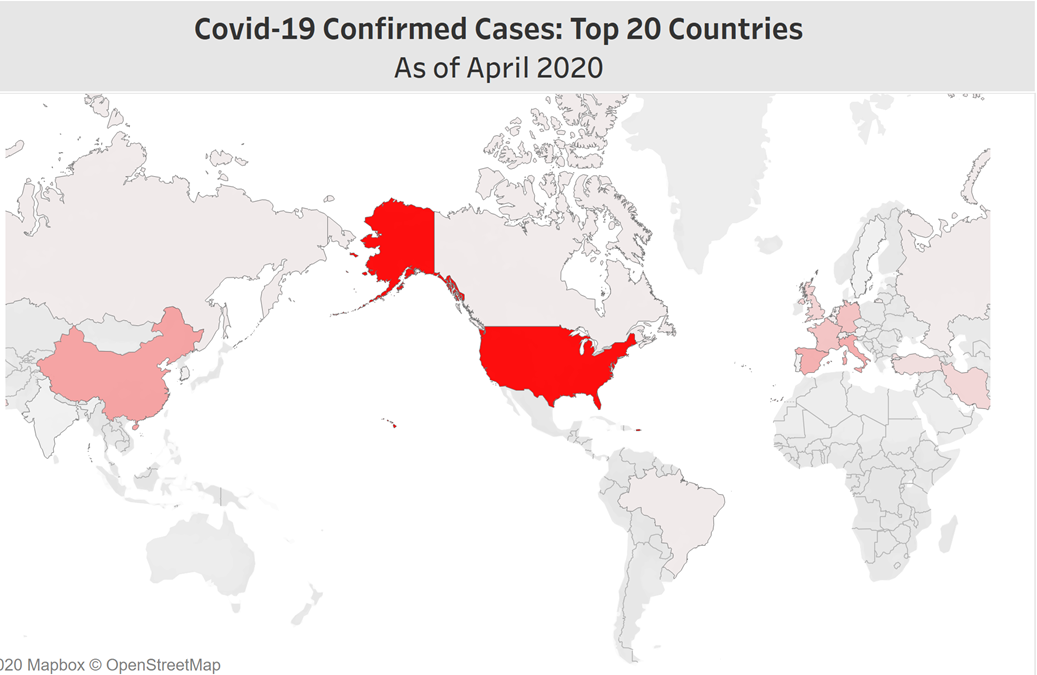 Covid-19 Confirmed Cases: Top 20 Countries
As of April 2020
020 Mapbox © OpenStreetMap